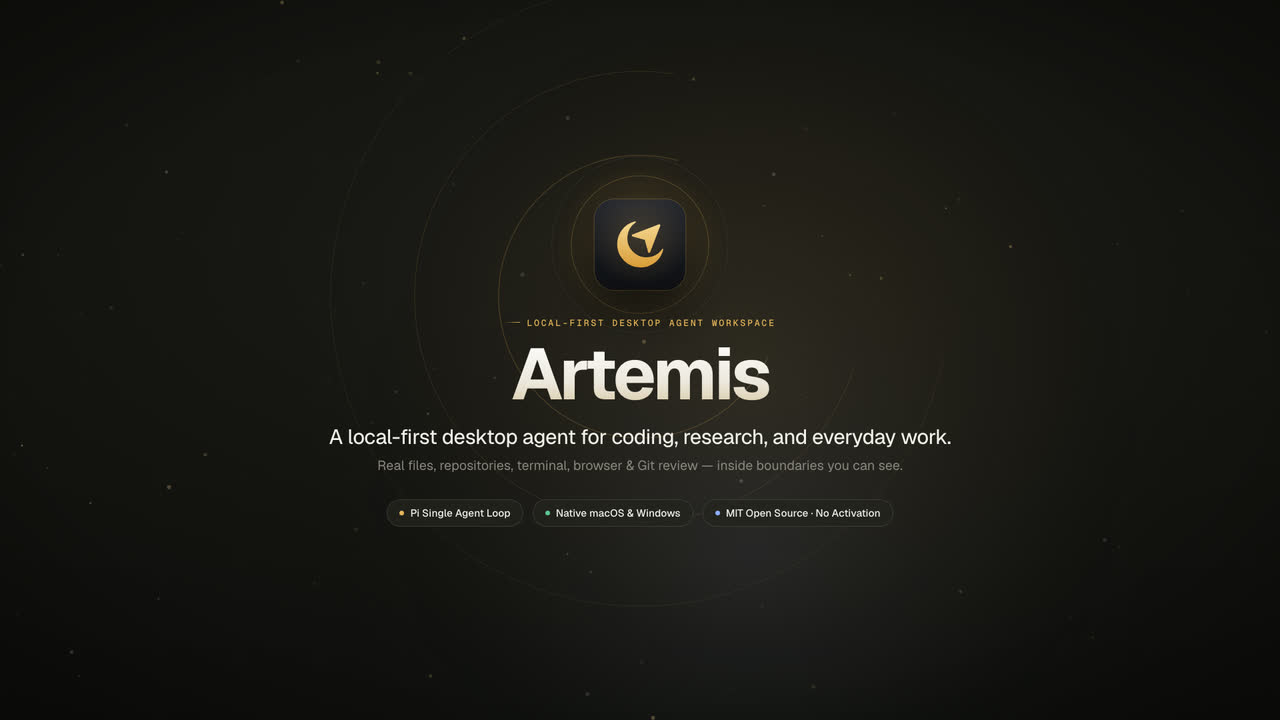 LOCAL-FIRST DESKTOP AGENT WORKSPACE
Artemis
A local-first desktop agent for coding, research, and everyday work.
Real files, repositories, terminal, browser & Git review — inside boundaries you can see.
Pi Single Agent Loop
Native macOS & Windows
MIT Open Source · No Activation